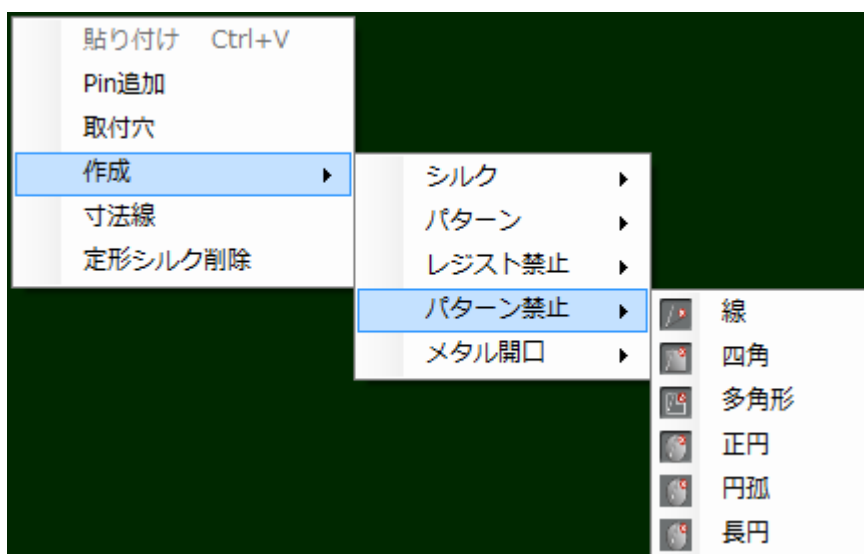 貼り付け Ctrl+V
Pin追加
取付穴
作成
寸法線
定形シルク削除
シルク
パターン
レジスト禁止
パターン禁止
メタル開口
線
四角
多角形
正円
円孤
長円